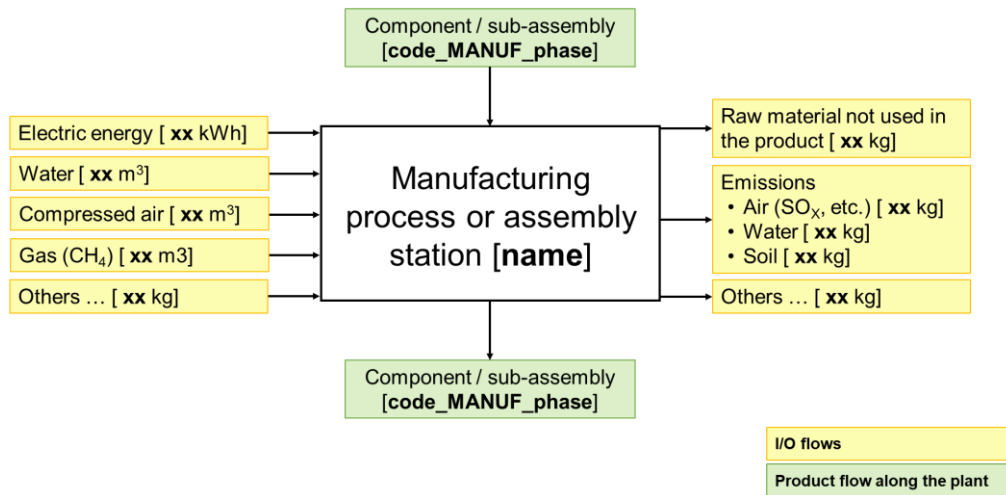 Component / sub-assembly
[code_MANUF_phase]
Electric energy [ xx kWh]
Water [ xx m³]
Compressed air [ xx m³]
Gas (CH₄) [ xx m3]
Others … [ xx kg]
Manufacturing
process or assembly
station [name]
Raw material not used in
the product [ xx kg]
Emissions
• Air (SOX, etc.) [ xx kg]
• Water [ xx kg]
• Soil [ xx kg]
Others … [ xx kg]
Component / sub-assembly
[code_MANUF_phase]
I/O flows
Product flow along the plant